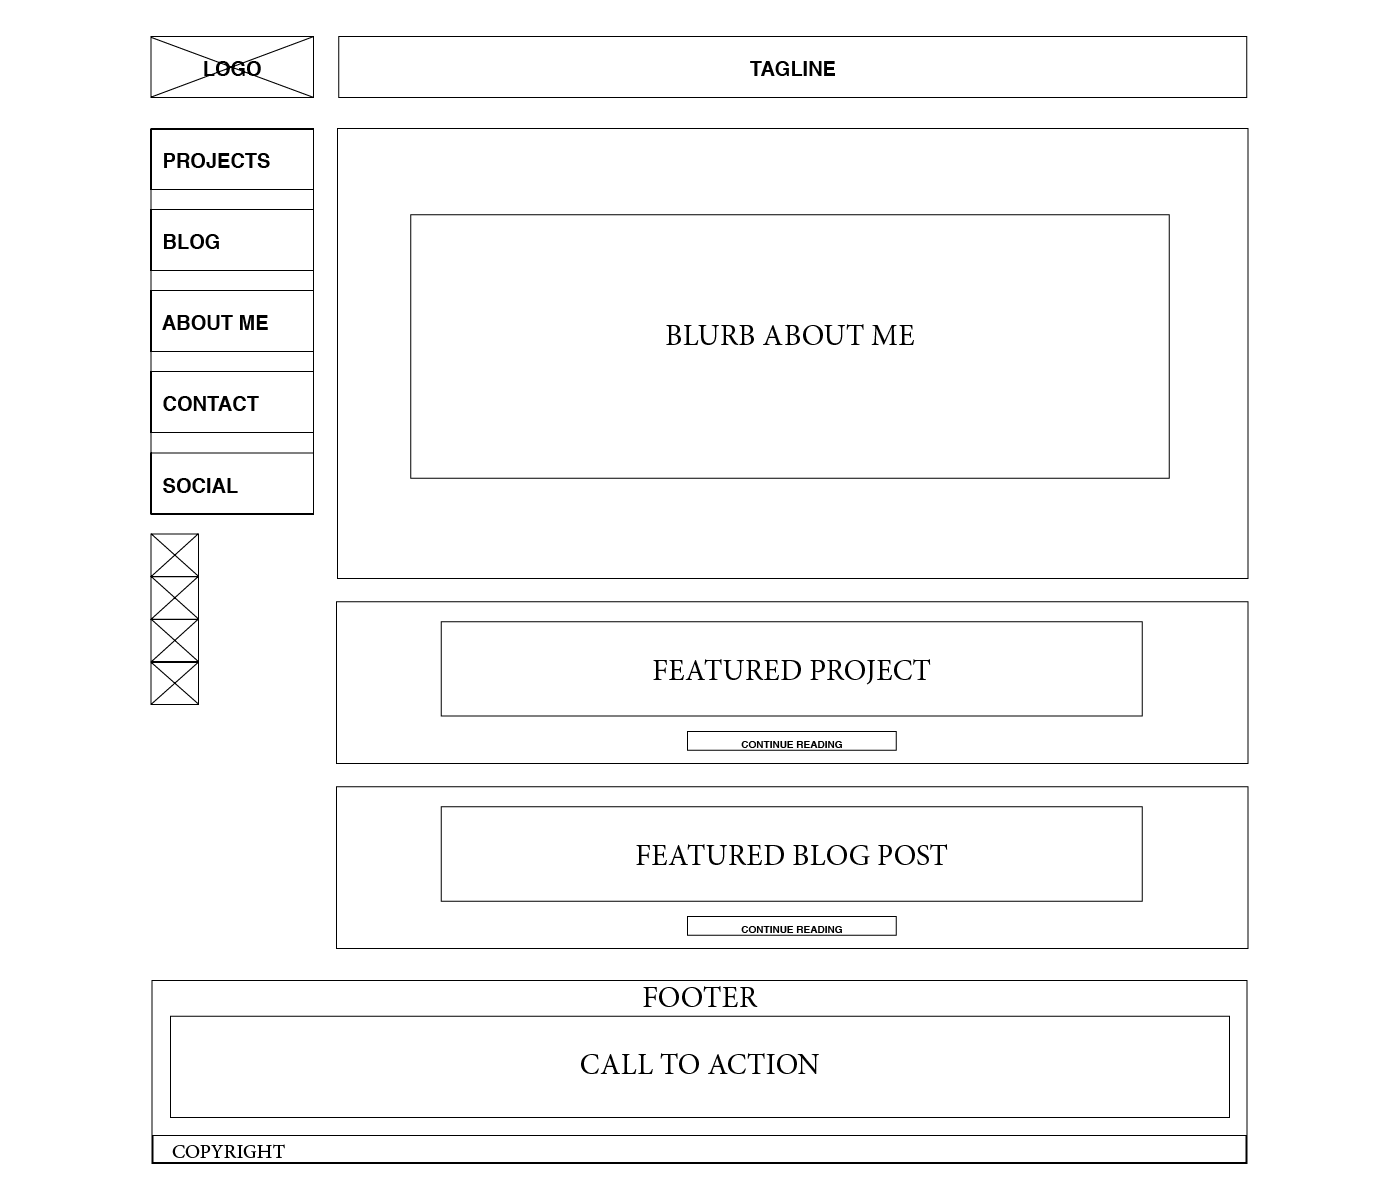 LOGO
TAGLINE
PROJECTS
BLOG
ABOUT ME
CONTACT
SOCIAL
BLURB ABOUT ME
FEATURED PROJECT
CONTINUE READING
FEATURED BLOG POST
CONTINUE READING
FOOTER
CALL TO ACTION
COPYRIGHT